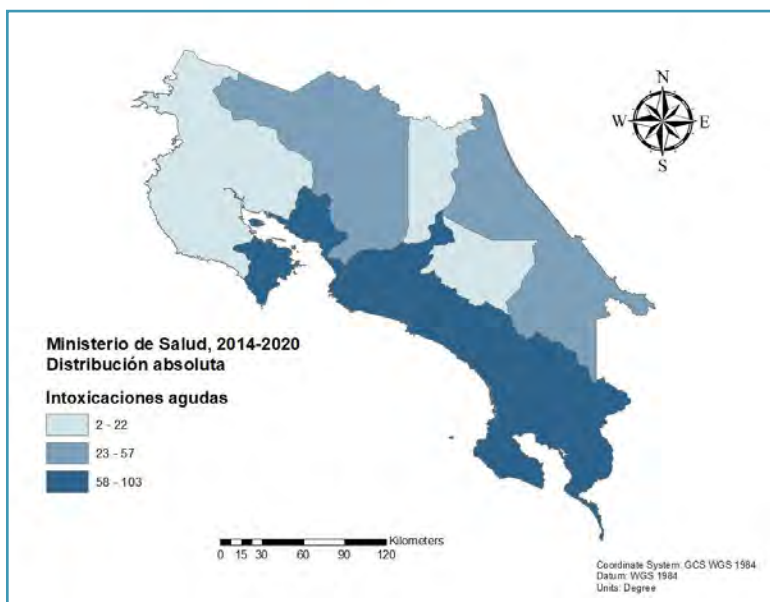 N
W E
S
Ministerio de Salud, 2014-2020
Distribución absoluta
Intoxicaciones agudas
2 - 22
23 - 57
58 - 103
Kilometers
0 15 30 60 90 120
Coordinate System: GCS WGS 1984
Datum: WGS 1984
Units: Degree